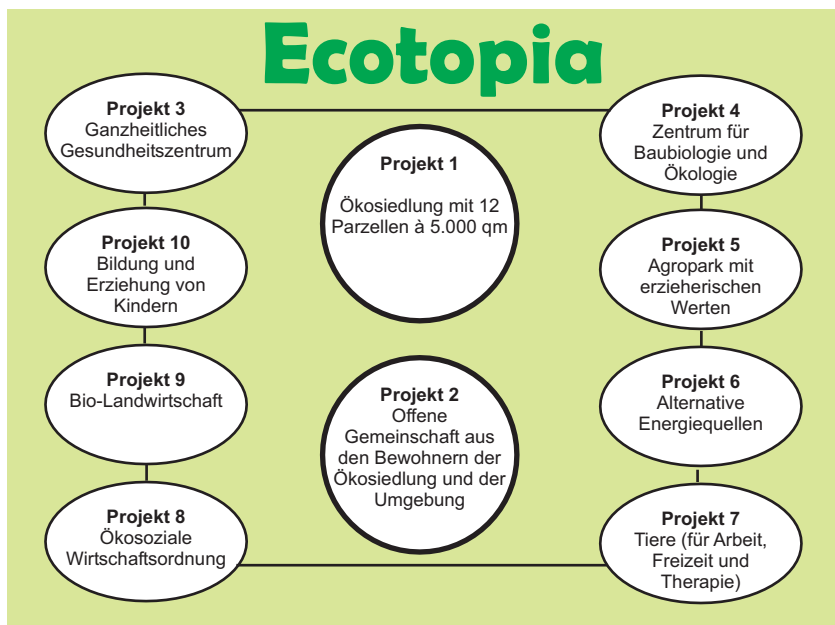 Ecotopia
Projekt 3
Ganzheitliches
Gesundheitszentrum
Projekt 4
Zentrum für
Baubiologie und
Ökologie
Projekt 1
Ökosiedlung mit 12
Parzellen à 5.000 qm
Projekt 10
Bildung und
Erziehung von
Kindern
Projekt 5
Agropark mit
erzieherischen
Werten
Projekt 9
Bio-Landwirtschaft
Projekt 2
Offene
Gemeinschaft aus
den Bewohnern der
Ökosiedlung und der
Umgebung
Projekt 6
Alternative
Energiequellen
Projekt 8
Ökosoziale
Wirtschaftsordnung
Projekt 7
Tiere (für Arbeit,
Freizeit und
Therapie)